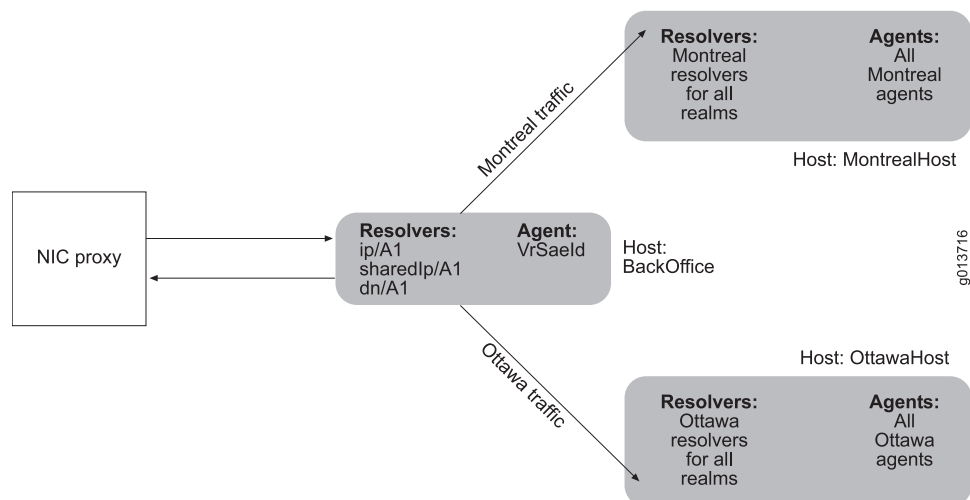 Resolvers:
Montreal
resolvers
for all
realms
Agents:
All
Montreal
agents
Host: MontrealHost
Montreal traffic
NIC proxy
Resolvers:
ip/A1
sharedIp/A1
dn/A1
Agent:
VrSaeId
Host:
BackOffice
g013716
Ottawa traffic
Host: OttawaHost
Resolvers:
Ottawa
resolvers
for all
realms
Agents:
All
Ottawa
agents